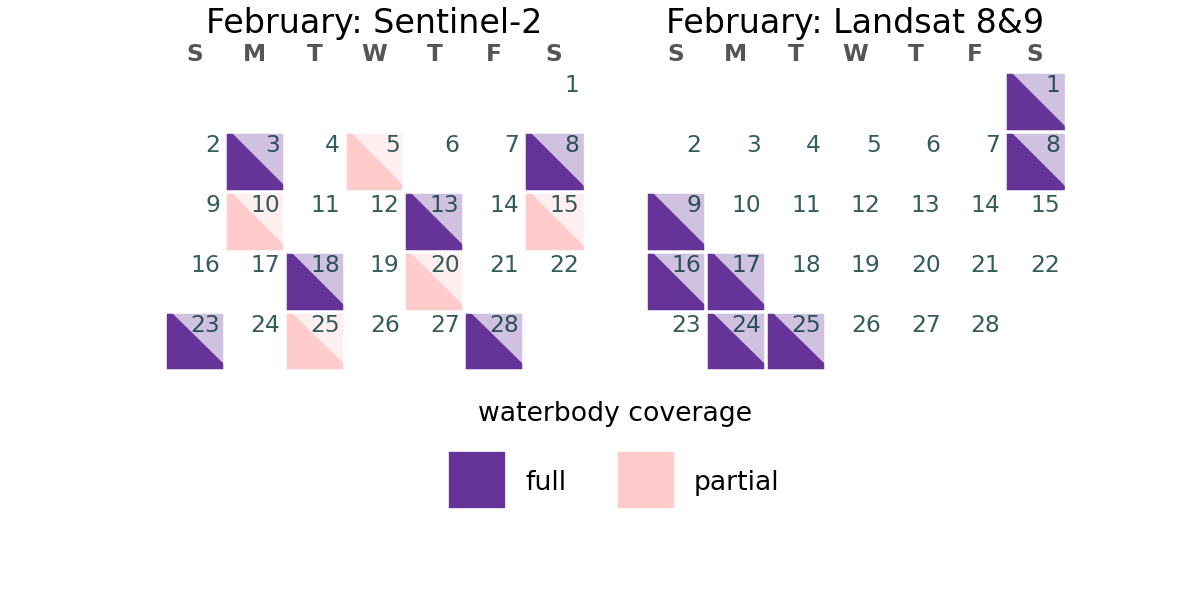 February: Sentinel-2
S M T W T F S
1
2 3 4 5 6 7 8
9 10 11 12 13 14 15
16 17 18 19 20 21 22
23 24 25 26 27 28
February: Landsat 8&9
S M T W T F S
1
2 3 4 5 6 7 8
9 10 11 12 13 14 15
16 17 18 19 20 21 22
23 24 25 26 27 28
waterbody coverage
full
partial